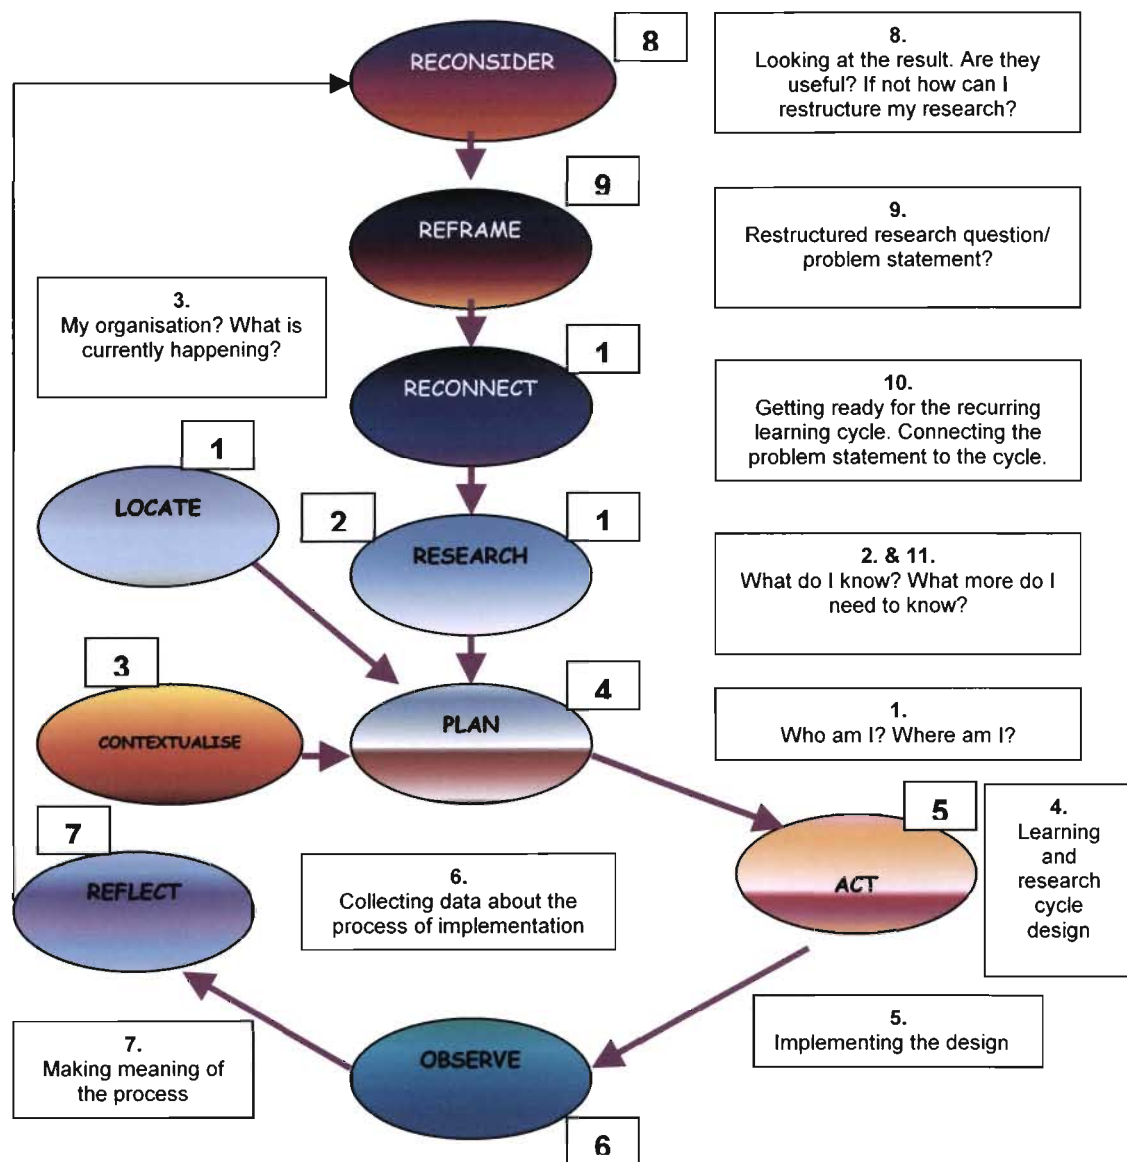 RECONSIDER
8
8.
Looking at the result. Are they
useful? If not how can I
restructure my research?
REFRAME
9
9.
Restructured research question/
problem statement?
3.
My organisation? What is
currently happening?
RECONNECT
1
10.
Getting ready for the recurring
learning cycle. Connecting the
problem statement to the cycle.
LOCATE
1
2
RESEARCH
1
2. & 11.
What do I know? What more do I
need to know?
3
CONTEXTUALISE
PLAN
4
1.
Who am I? Where am I?
5
ACT
4.
Learning
and
research
cycle
design
7
REFLECT
6.
Collecting data about the
process of implementation
5.
Implementing the design
7.
Making meaning of
the process
OBSERVE
6